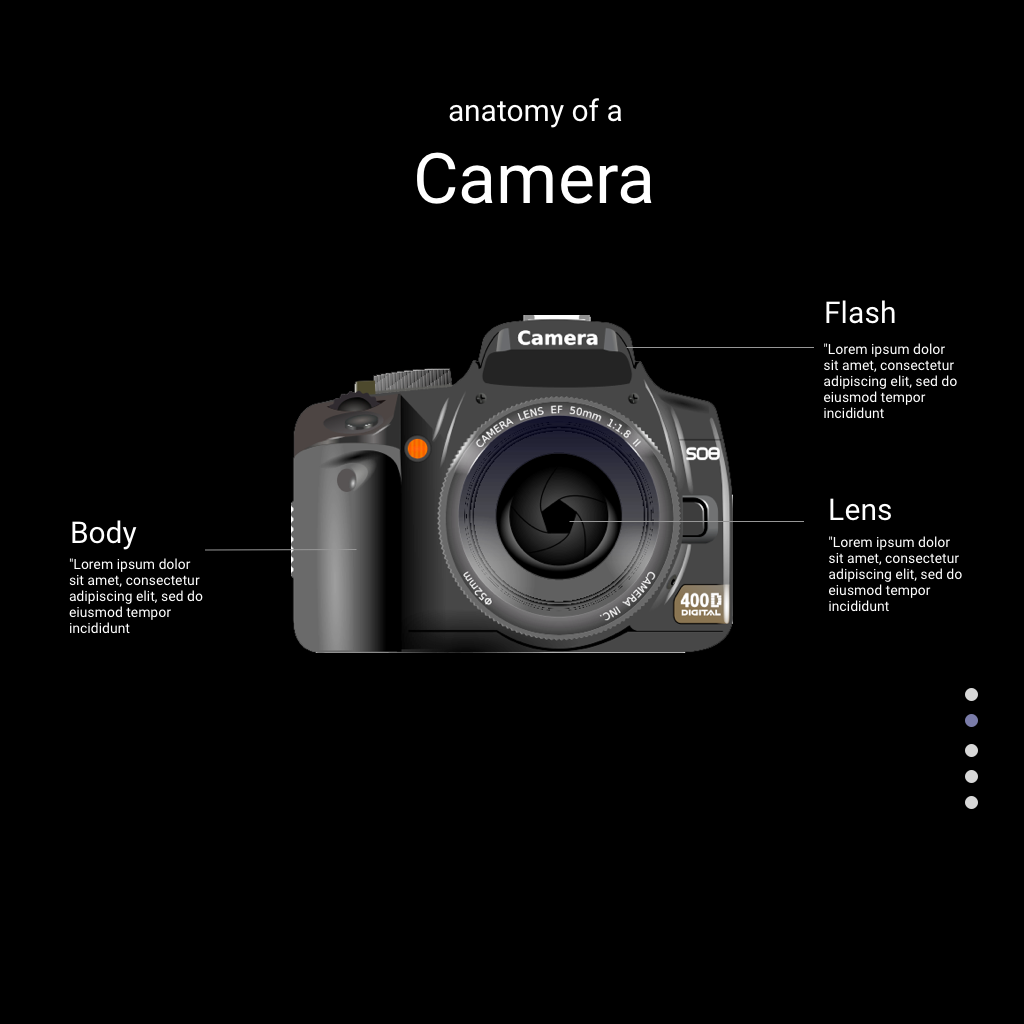 anatomy of a
Camera
Flash
"Lorem ipsum dolor
sit amet, consectetur
adipiscing elit, sed do
eiusmod tempor
incididunt
Camera
CAMERA LENS EF 50mm 1:1.8 II
SOƟ
Lens
"Lorem ipsum dolor
sit amet, consectetur
adipiscing elit, sed do
eiusmod tempor
incididunt
Body
"Lorem ipsum dolor
sit amet, consectetur
adipiscing elit, sed do
eiusmod tempor
incididunt
Φ52mm
CAMERA INC.
400D
DIGITAL